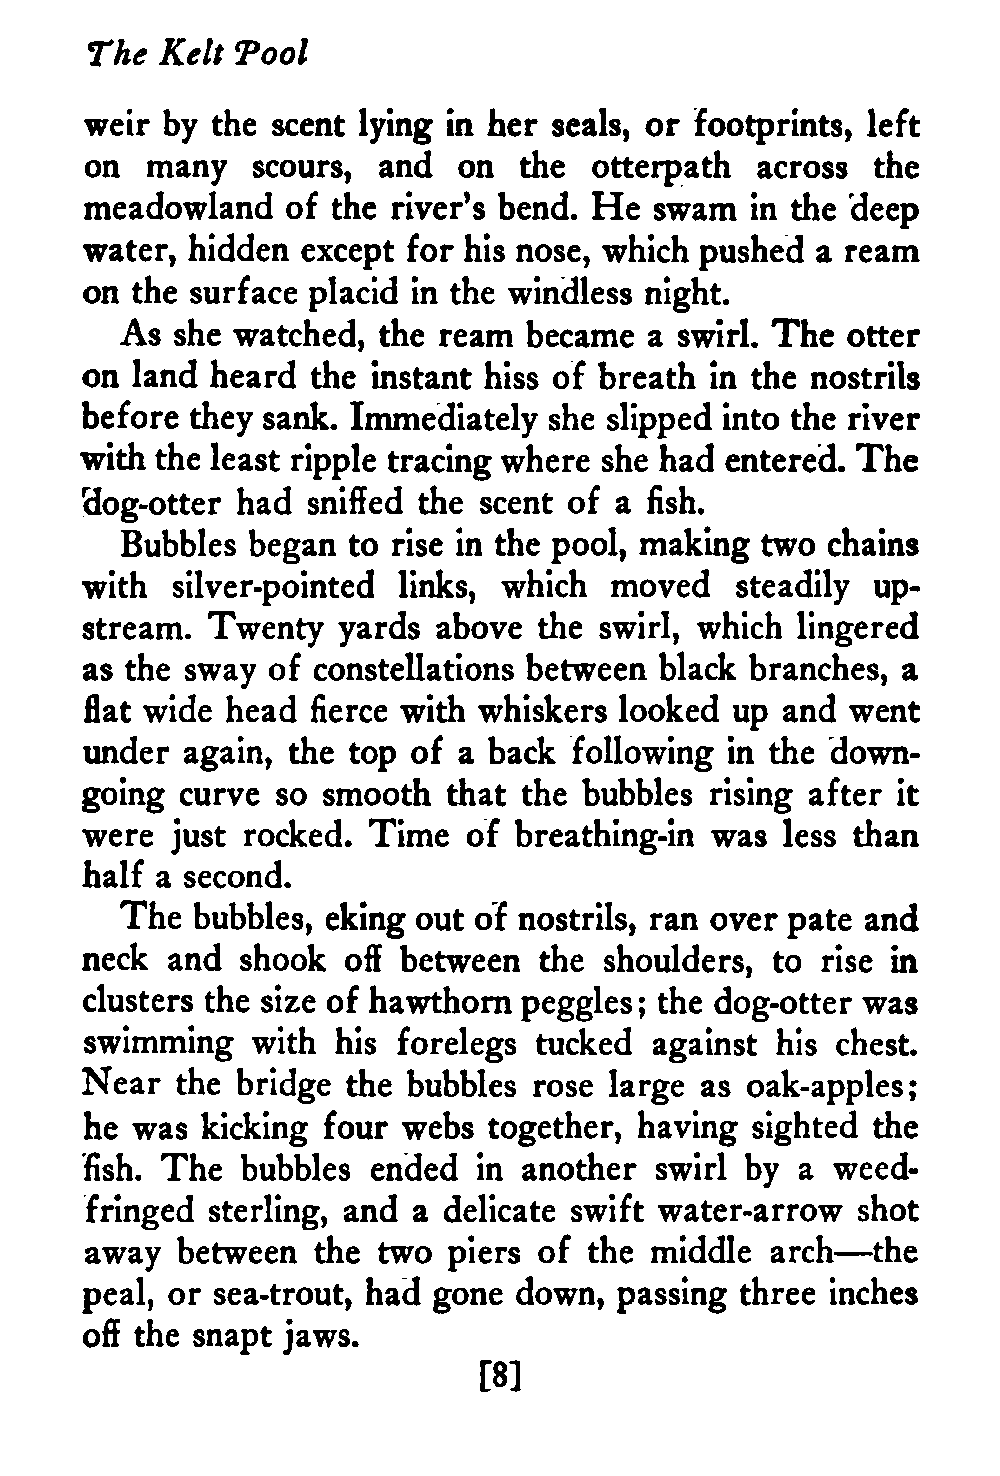 The Kelt Pool
weir by the scent lying in her seals, or footprints, left
on many scours, and on the otterpath across the
meadowland of the river's bend. He swam in the deep
water, hidden except for his nose, which pushed a ream
on the surface placid in the windless night.
As she watched, the ream became a swirl. The otter
on land heard the instant hiss of breath in the nostrils
before they sank. Immediately she slipped into the river
with the least ripple tracing where she had entered. The
dog-otter had sniffed the scent of a fish.
Bubbles began to rise in the pool, making two chains
with silver-pointed links, which moved steadily up-
stream. Twenty yards above the swirl, which lingered
as the sway of constellations between black branches, a
flat wide head fierce with whiskers looked up and went
under again, the top of a back following in the down-
going curve so smooth that the bubbles rising after it
were just rocked. Time of breathing-in was less than
half a second.
The bubbles, eking out of nostrils, ran over pate and
neck and shook off between the shoulders, to rise in
clusters the size of hawthorn peggles; the dog-otter was
swimming with his forelegs tucked against his chest.
Near the bridge the bubbles rose large as oak-apples;
he was kicking four webs together, having sighted the
fish. The bubbles ended in another swirl by a weed-
fringed sterling, and a delicate swift water-arrow shot
away between the two piers of the middle arch—the
peal, or sea-trout, had gone down, passing three inches
off the snapt jaws.
[8]